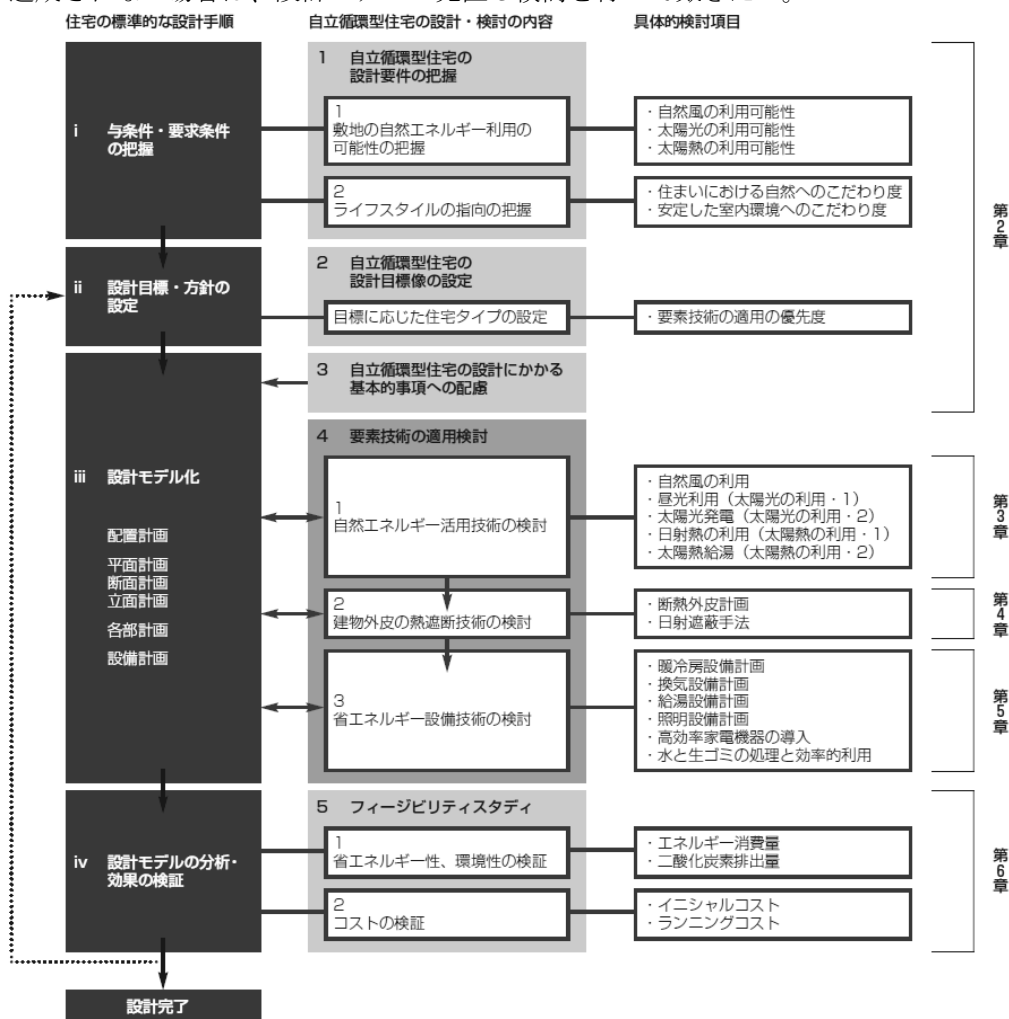 住宅の標準的な設計手順
自立循環型住宅の設計・検討の内容
具体的検討項目
i 与条件・要求条件
の把握
1 自立循環型住宅の
設計要件の把握
1
敷地の自然エネルギー利用の
可能性の把握
・自然風の利用可能性
・太陽光の利用可能性
・太陽熱の利用可能性
2
ライフスタイルの指向の把握
・住まいにおける自然へのこだわり度
・安定した室内環境へのこだわり度
第2章
ii 設計目標・方針の
設定
2 自立循環型住宅の
設計目標像の設定
目標に応じた住宅タイプの設定
・要素技術の適用の優先度
3 自立循環型住宅の設計にかかる
基本的事項への配慮
iii 設計モデル化
配置計画
平面計画
断面計画
立面計画
各部計画
設備計画
4 要素技術の適用検討
1
自然エネルギー活用技術の検討
・自然風の利用
・昼光利用(太陽光の利用・1)
・太陽光発電(太陽光の利用・2)
・日射熱の利用(太陽熱の利用・1)
・太陽熱給湯(太陽熱の利用・2)
第3章
2
建物外皮の熱遮断技術の検討
・断熱外皮計画
・日射遮蔽手法
第4章
3
省エネルギー設備技術の検討
・暖冷房設備計画
・換気設備計画
・給湯設備計画
・照明設備計画
・高効率家電機器の導入
・水と生ゴミの処理と効率的利用
第5章
iv 設計モデルの分析・
効果の検証
5 フィージビリティスタディ
1
省エネルギー性、環境性の検証
・エネルギー消費量
・二酸化炭素排出量
2
コストの検証
・イニシャルコスト
・ランニングコスト
第6章
設計完了